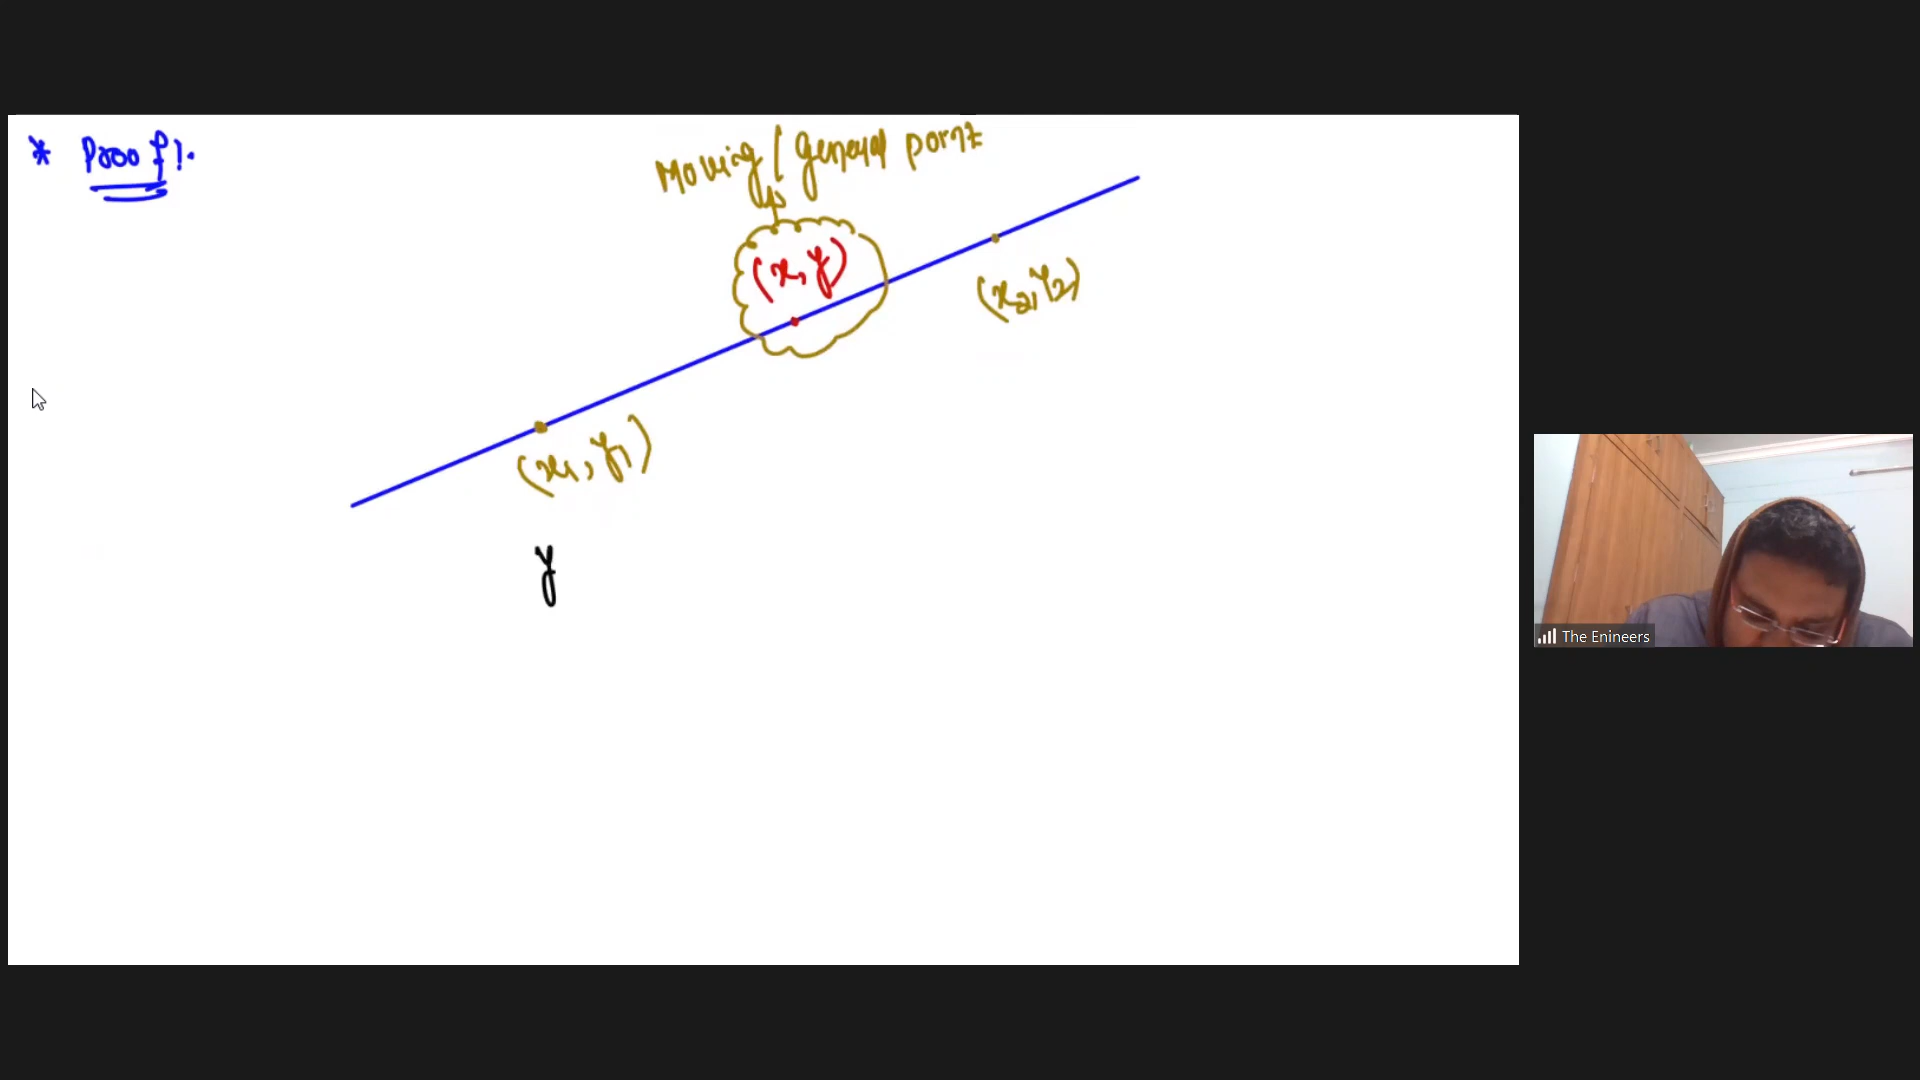 * Proof:-
Moving / general point
(x, y)
(x2, y2)
(x1, y1)
y
The Enineers